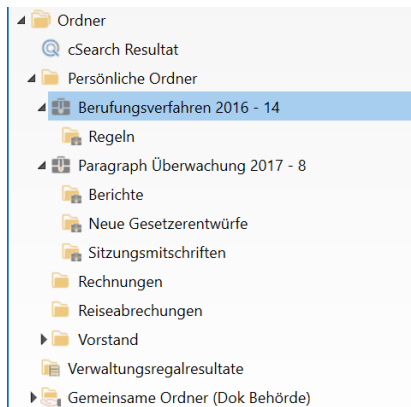 Ordner
cSearch Resultat
Persönliche Ordner
Berufungsverfahren 2016 - 14
Regeln
Paragraph Überwachung 2017 - 8
Berichte
Neue Gesetzerentwürfe
Sitzungsmitschriften
Rechnungen
Reiseabrechungen
Vorstand
Verwaltungsregalresultate
Gemeinsame Ordner (Dok Behörde)